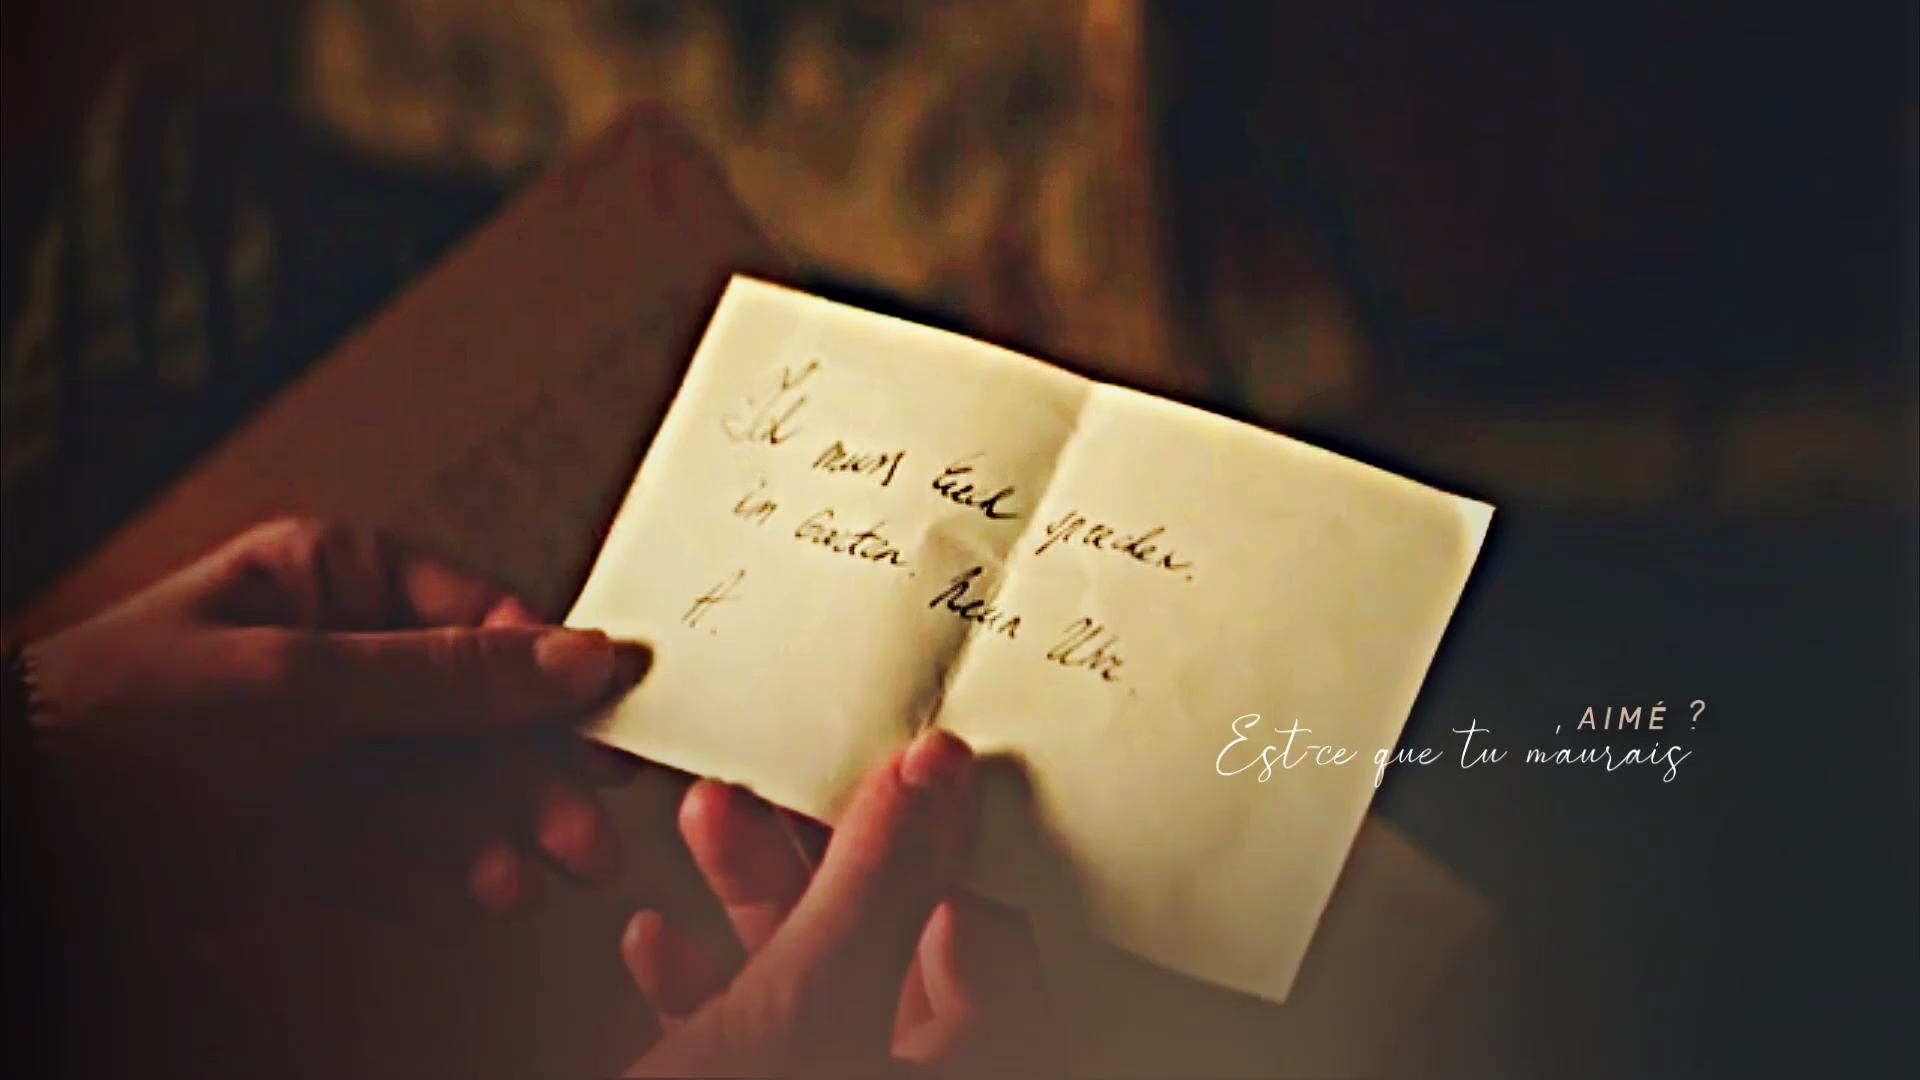 Ich muss Euch sprechen.
im Garten. Neun Uhr.
H.
Est-ce que tu m'aurais
AIMÉ ?